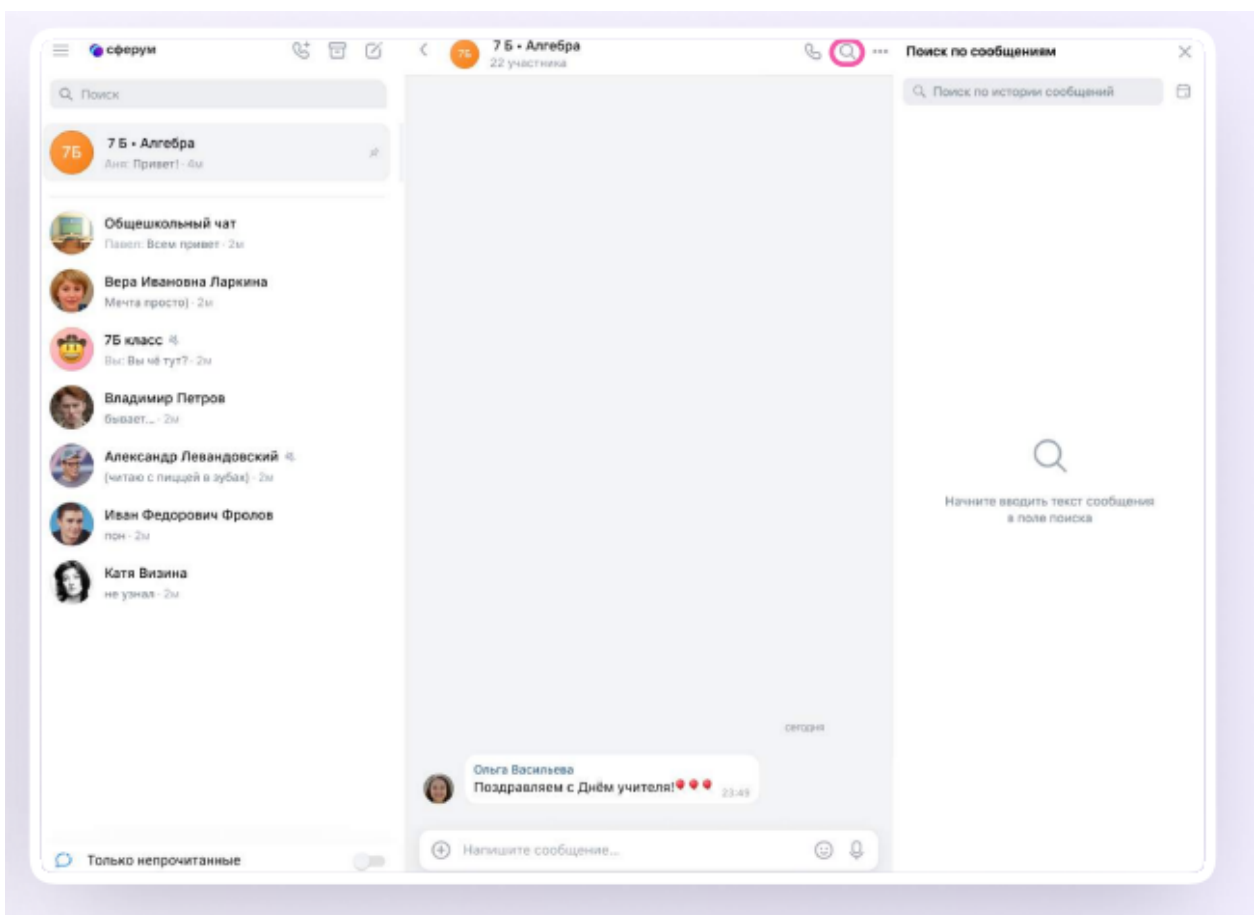 сферум
Поиск
7Б
7 Б • Алгебра
Аня: Привет! · 4м
Общешкольный чат
Павел: Всем привет · 2м
Вера Ивановна Ларкина
Мечта просто) · 2м
7Б класс
Вы: Вы чё тут? · 2м
Владимир Петров
бывает... · 2м
Александр Левандовский
(читаю с пиццей в зубах) · 2м
Иван Федорович Фролов
пон · 2м
Катя Визина
не узнал · 2м
Только непрочитанные
7Б
7 Б • Алгебра
22 участника
сегодня
Ольга Васильева
Поздравляем с Днём учителя!🎈🎈🎈 23:49
Напишите сообщение...
Поиск по сообщениям
Поиск по истории сообщений
Начните вводить текст сообщения
в поле поиска